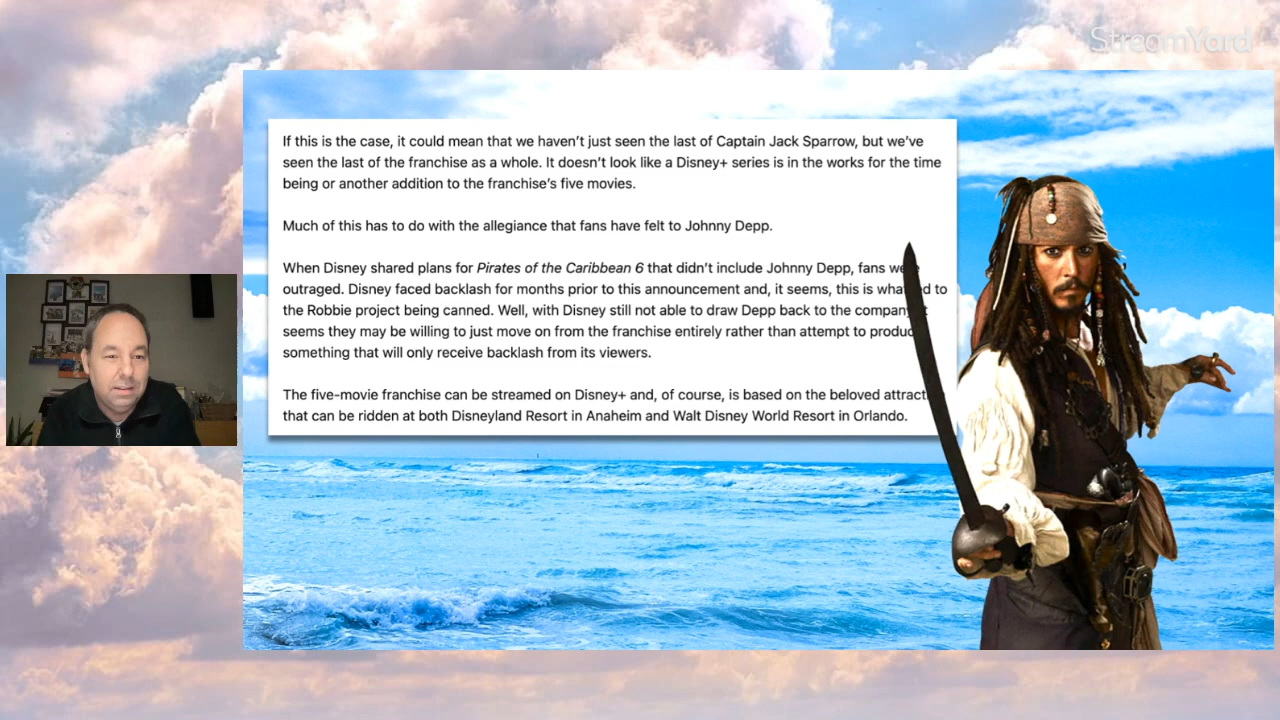 StreamYard
If this is the case, it could mean that we haven't just seen the last of Captain Jack Sparrow, but we've
seen the last of the franchise as a whole. It doesn't look like a Disney+ series is in the works for the time
being or another addition to the franchise's five movies.
Much of this has to do with the allegiance that fans have felt to Johnny Depp.
When Disney shared plans for Pirates of the Caribbean 6 that didn't include Johnny Depp, fans
outraged. Disney faced backlash for months prior to this announcement and, it seems, this is to
the Robbie project being canned. Well, with Disney still not able to draw Depp back to the company,
seems they may be willing to just move on from the franchise entirely rather than attempt to
something that will only receive backlash from its viewers.
The five-movie franchise can be streamed on Disney+ and, of course, is based on the beloved
that can be ridden at both Disneyland Resort in Anaheim and Walt Disney World Resort in Orlando.